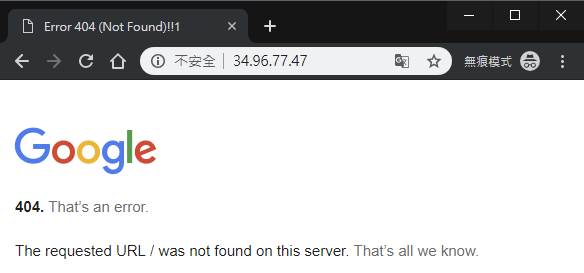 Error 404 (Not Found)!!1
不安全 34.96.77.47 無痕模式
Google
404. That's an error.
The requested URL / was not found on this server. That's all we know.